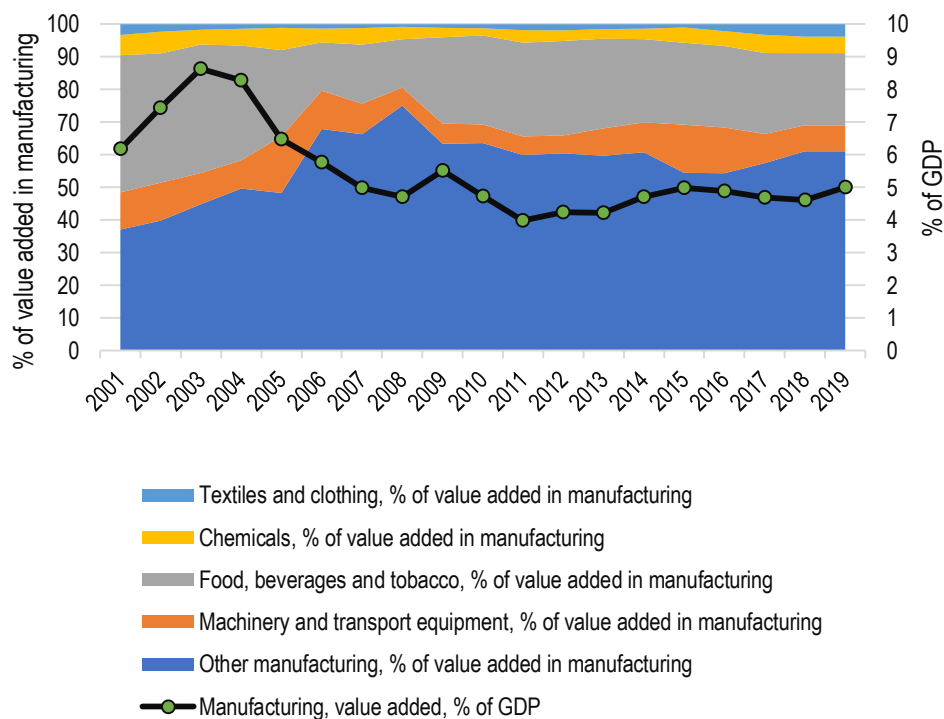 % of value added in manufacturing
100
90
80
70
60
50
40
30
20
10
0
10
9
8
7
6
5
4
3
2
1
0
% of GDP
2001 2002 2003 2004 2005 2006 2007 2008 2009 2010 2011 2012 2013 2014 2015 2016 2017 2018 2019
Textiles and clothing, % of value added in manufacturing
Chemicals, % of value added in manufacturing
Food, beverages and tobacco, % of value added in manufacturing
Machinery and transport equipment, % of value added in manufacturing
Other manufacturing, % of value added in manufacturing
Manufacturing, value added, % of GDP